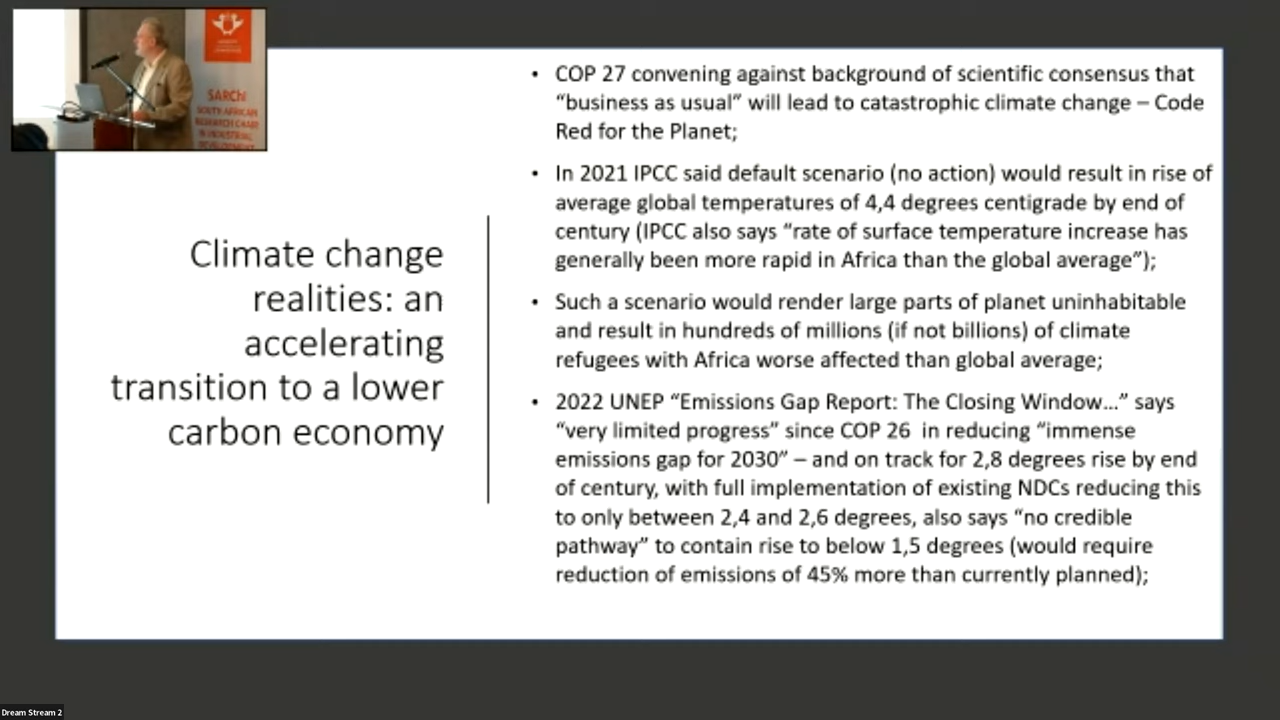 SARChI
SOUTH AFRICAN
RESEARCH CHAIR
IN INDUSTRIAL
DEVELOPMENT
Climate change
realities: an
accelerating
transition to a lower
carbon economy
• COP 27 convening against background of scientific consensus that
“business as usual” will lead to catastrophic climate change – Code
Red for the Planet;
• In 2021 IPCC said default scenario (no action) would result in rise of
average global temperatures of 4,4 degrees centigrade by end of
century (IPCC also says “rate of surface temperature increase has
generally been more rapid in Africa than the global average”);
• Such a scenario would render large parts of planet uninhabitable
and result in hundreds of millions (if not billions) of climate
refugees with Africa worse affected than global average;
• 2022 UNEP “Emissions Gap Report: The Closing Window…” says
“very limited progress” since COP 26 in reducing “immense
emissions gap for 2030” – and on track for 2,8 degrees rise by end
of century, with full implementation of existing NDCs reducing this
to only between 2,4 and 2,6 degrees, also says “no credible
pathway” to contain rise to below 1,5 degrees (would require
reduction of emissions of 45% more than currently planned);
Dream Stream 2